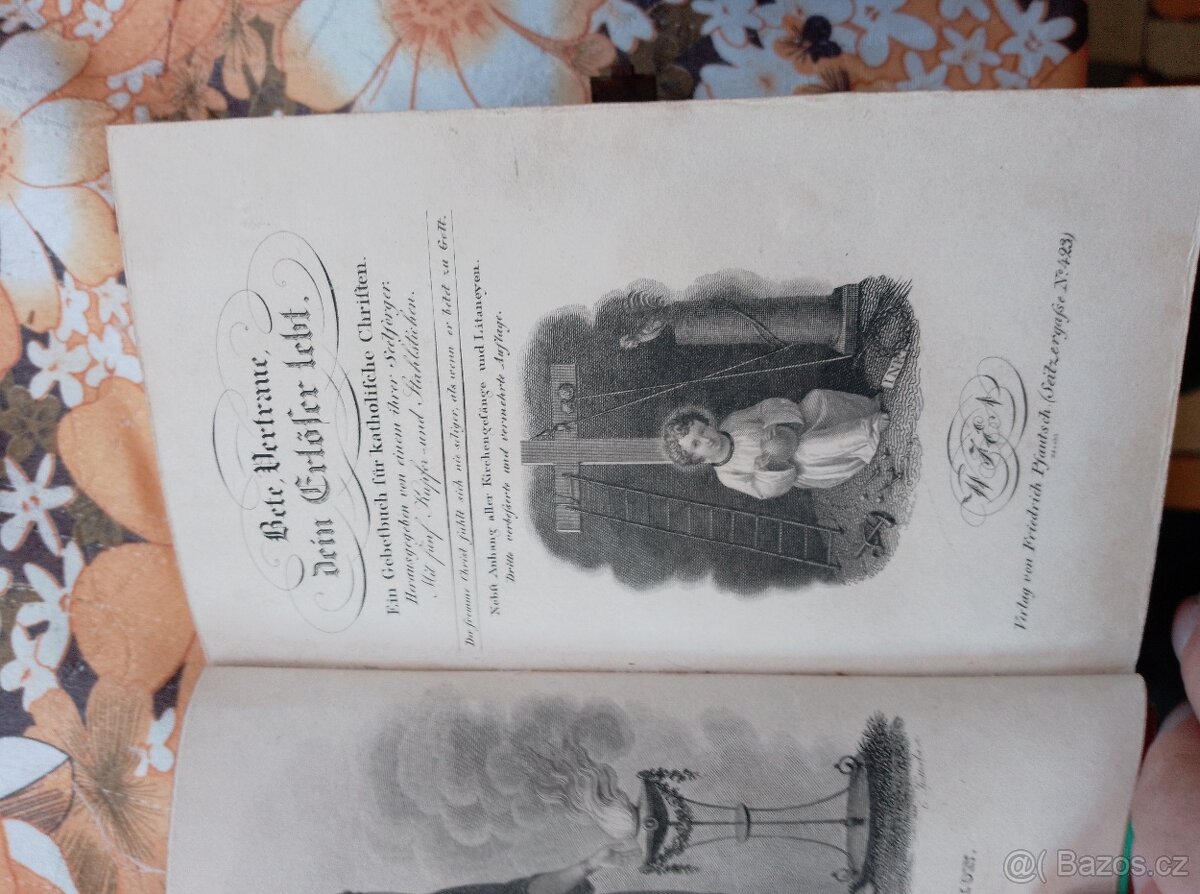 Bete, Vertraue,
dein Erlöſer lebt.
Ein Gebetbuch für katholiſche Chriſten.
Herausgegeben von einem ihrer Seelſorger.
Mit fünf Kupfer- und Stahlstichen.
Der fromme Christ fühlt sich nie seliger, als wenn er betet zu Gott.
Nebſt Anhang aller Kirchengeſänge und Litaneyen.
Dritte verbeſserte und vermehrte Auflage.
INRI
WIEN
Verlag von Friedrich Pfautsch (Seitzergaſse No. 423)
@( Bazos.cz